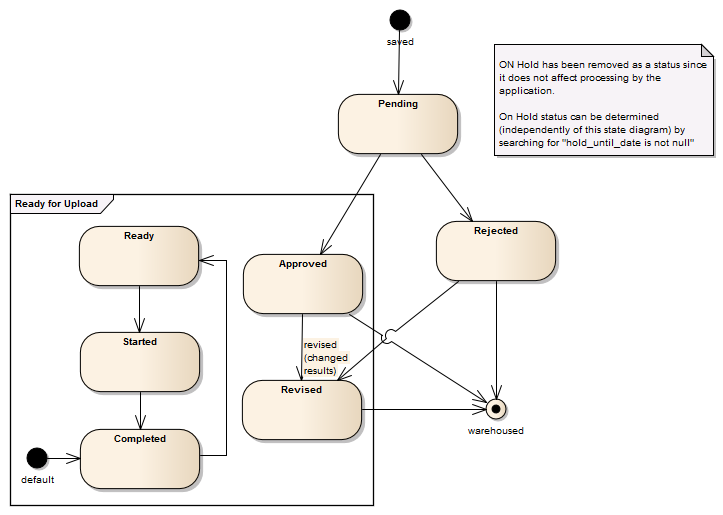 saved
Pending
ON Hold has been removed as a status since
it does not affect processing by the
application.
On Hold status can be determined
(independently of this state diagram) by
searching for "hold_until_date is not null"
Ready for Upload
Ready
Approved
Rejected
Started
revised
(changed
results)
Revised
Completed
default
warehoused